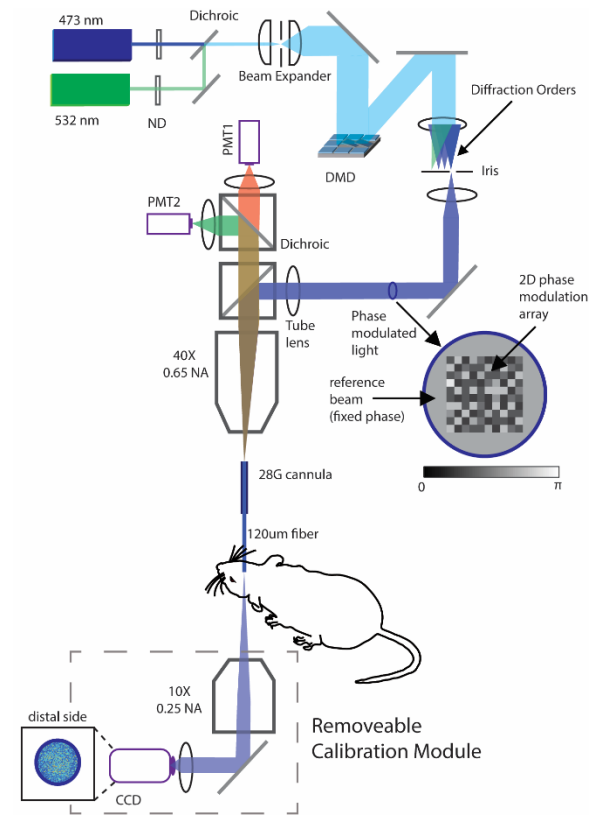 473 nm
Dichroic
532 nm
ND
Beam Expander
DMD
Diffraction Orders
Iris
PMT1
PMT2
Dichroic
Tube
lens
Phase
modulated
light
2D phase
modulation
array
reference
beam
(fixed phase)
0
π
40X
0.65 NA
28G cannula
120um fiber
10X
0.25 NA
distal side
CCD
Removeable
Calibration Module